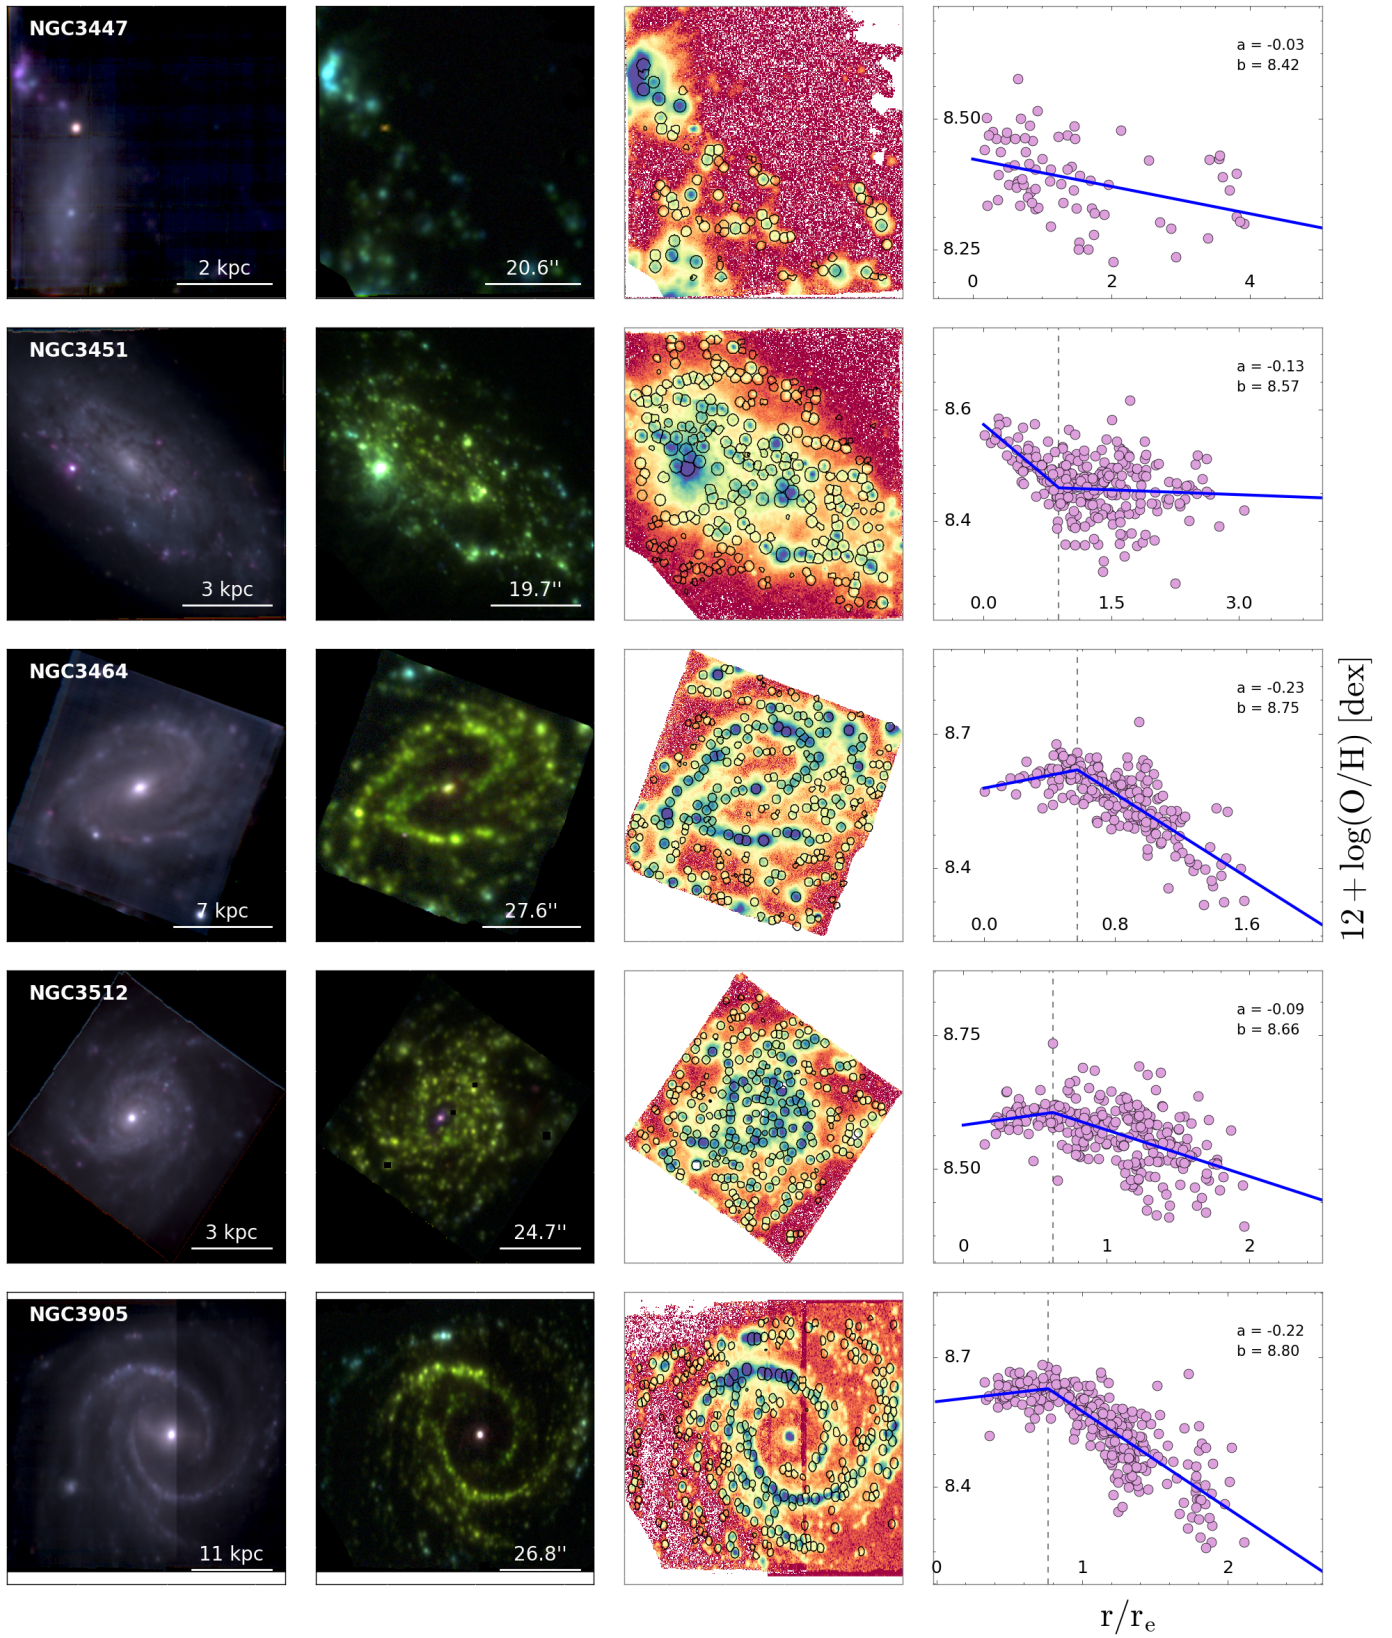 NGC3447
2 kpc
20.6''
a = -0.03
b = 8.42
8.50
8.25
0 2 4
NGC3451
3 kpc
19.7''
a = -0.13
b = 8.57
8.6
8.4
0.0 1.5 3.0
NGC3464
7 kpc
27.6''
a = -0.23
b = 8.75
8.7
8.4
0.0 0.8 1.6
12 + log(O/H) [dex]
NGC3512
3 kpc
24.7''
a = -0.09
b = 8.66
8.75
8.50
0 1 2
NGC3905
11 kpc
26.8''
a = -0.22
b = 8.80
8.7
8.4
0 1 2
r/re